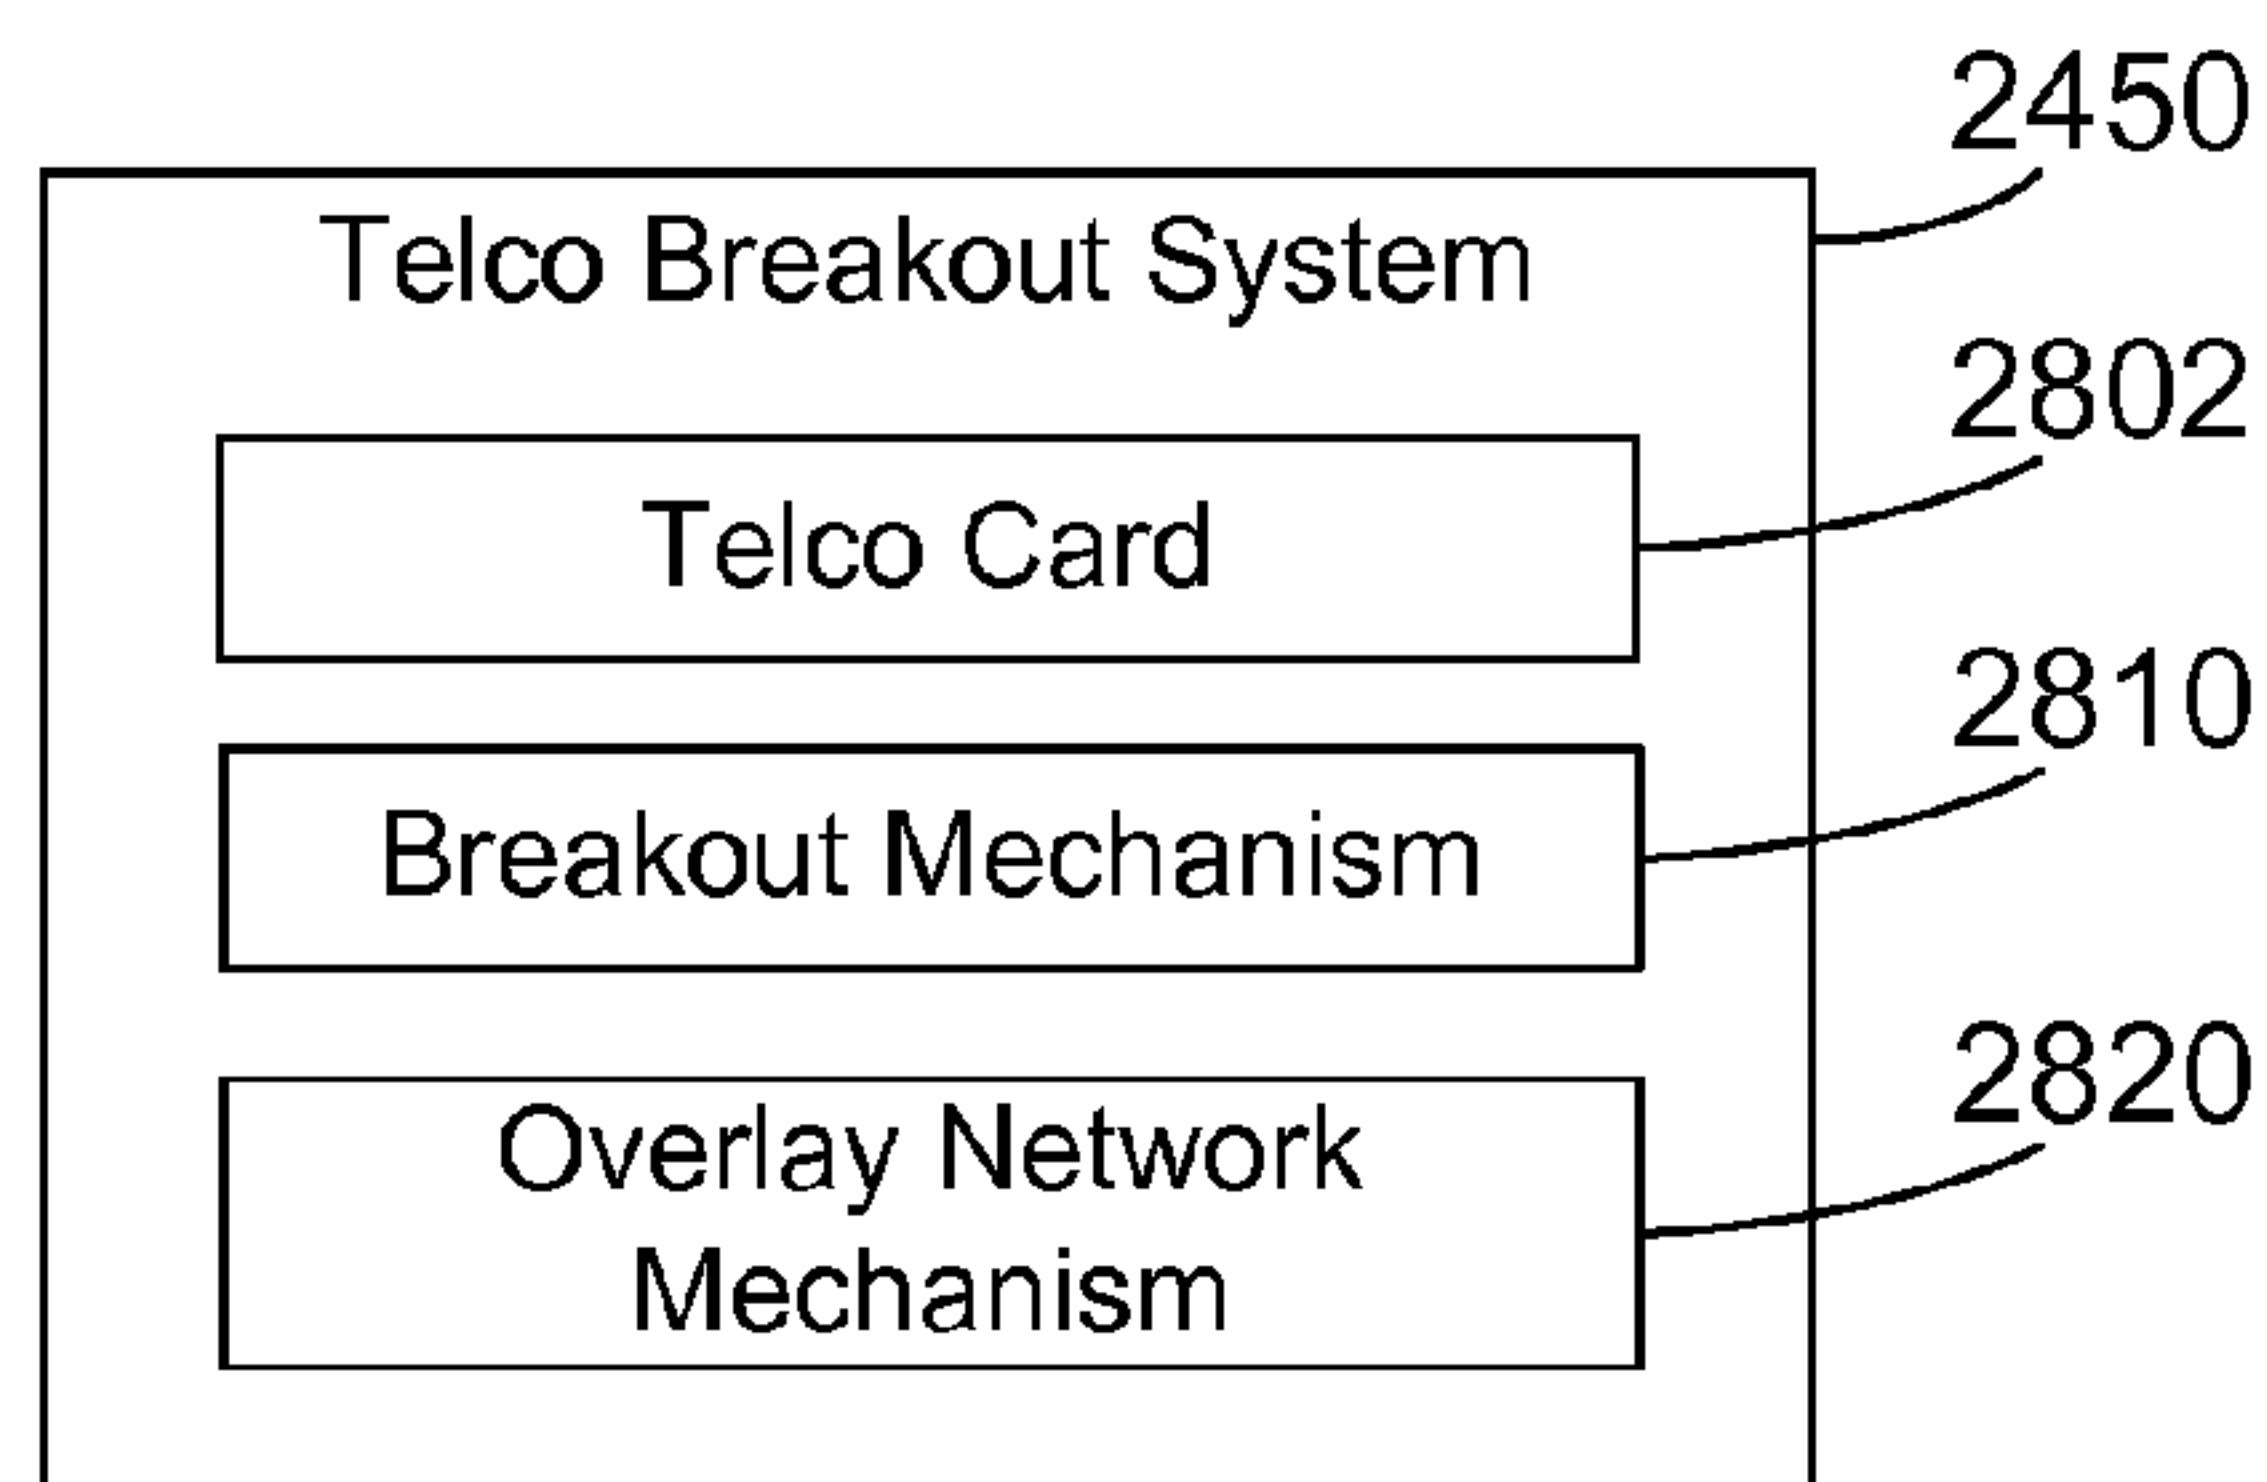 2450
Telco Breakout System
2802
Telco Card
2810
Breakout Mechanism
2820
Overlay Network
Mechanism